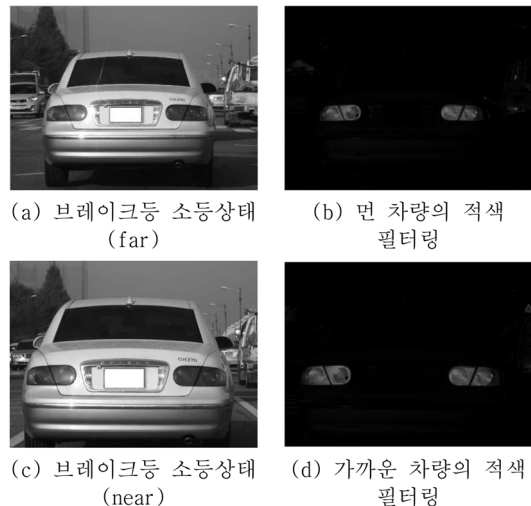 GH270
(a) 브레이크등 소등상태
(far)
(b) 먼 차량의 적색
필터링
GH270
(c) 브레이크등 소등상태
(near)
(d) 가까운 차량의 적색
필터링